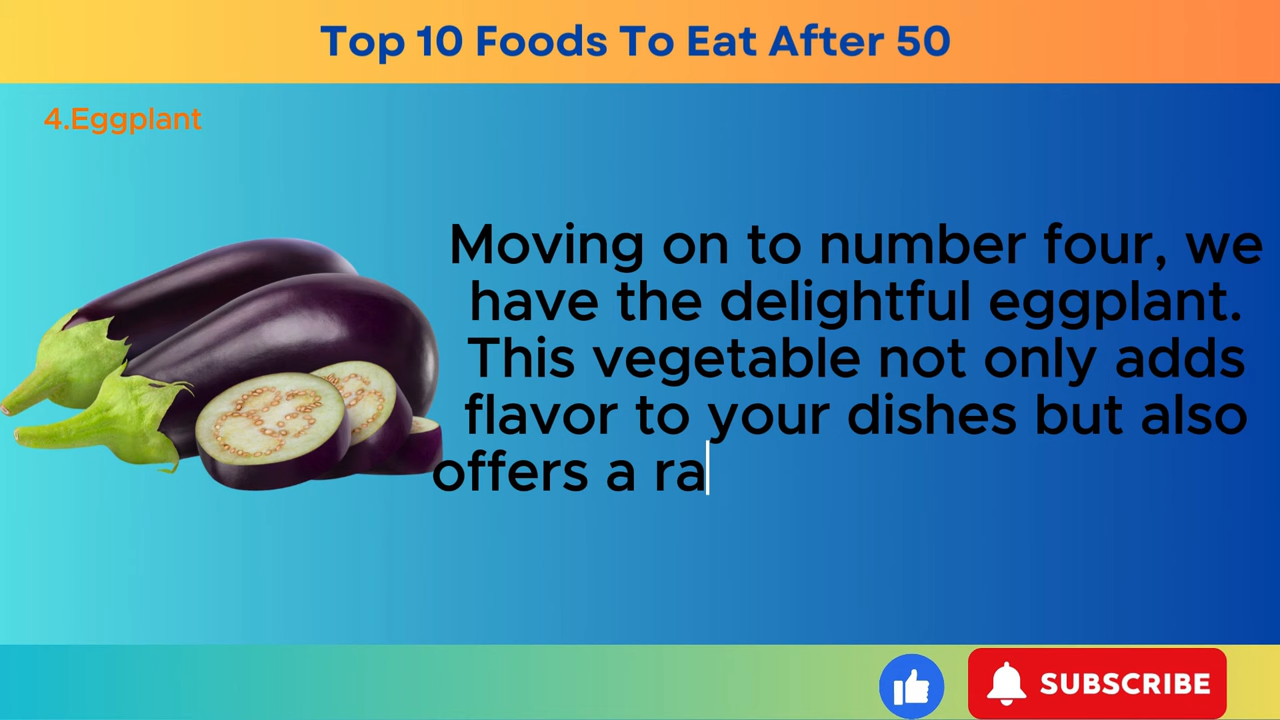 Top 10 Foods To Eat After 50
4.Eggplant
Moving on to number four, we
have the delightful eggplant.
This vegetable not only adds
flavor to your dishes but also
offers a ra
SUBSCRIBE